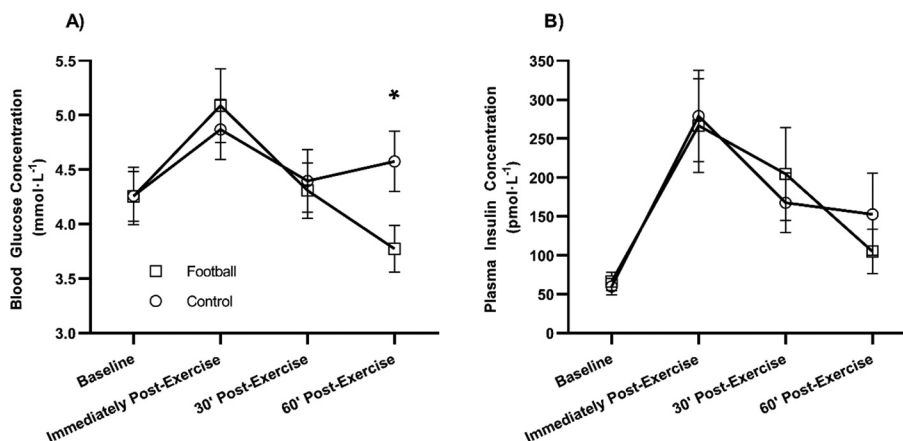 A)
Blood Glucose Concentration
(mmol·L⁻¹)
5.5
5.0
4.5
4.0
3.5
3.0
*
Football
Control
Baseline
Immediately Post-Exercise
30' Post-Exercise
60' Post-Exercise
B)
Plasma Insulin Concentration
(pmol·L⁻¹)
350
300
250
200
150
100
50
0
Baseline
Immediately Post-Exercise
30' Post-Exercise
60' Post-Exercise